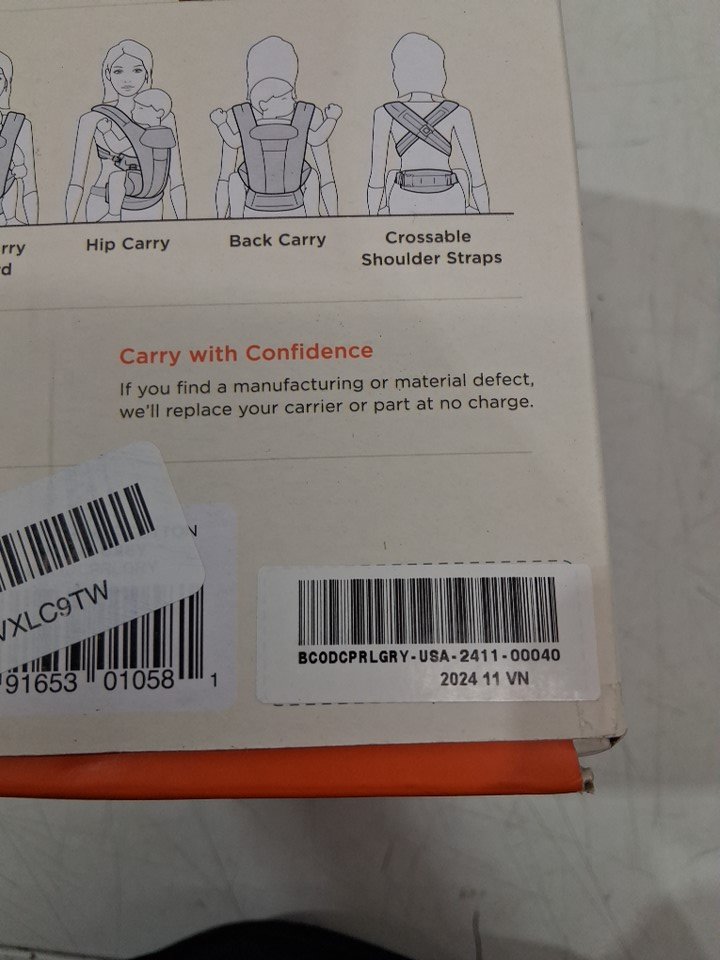 rry
d
Hip Carry
Back Carry
Crossable
Shoulder Straps
Carry with Confidence
If you find a manufacturing or material defect,
we'll replace your carrier or part at no charge.
VXLC9TW
91653 01058 1
BCODCPRLGRY-USA-2411-00040
2024 11 VN